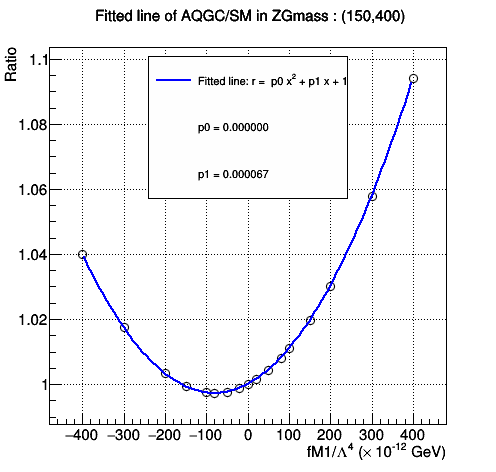 Fitted line of AQGC/SM in ZGmass : (150,400)
Ratio
1.1
1.08
1.06
1.04
1.02
1
Fitted line: r = p0 x² + p1 x + 1
p0 = 0.000000
p1 = 0.000067
−400 −300 −200 −100 0 100 200 300 400
fM1/Λ⁴ (× 10⁻¹² GeV)